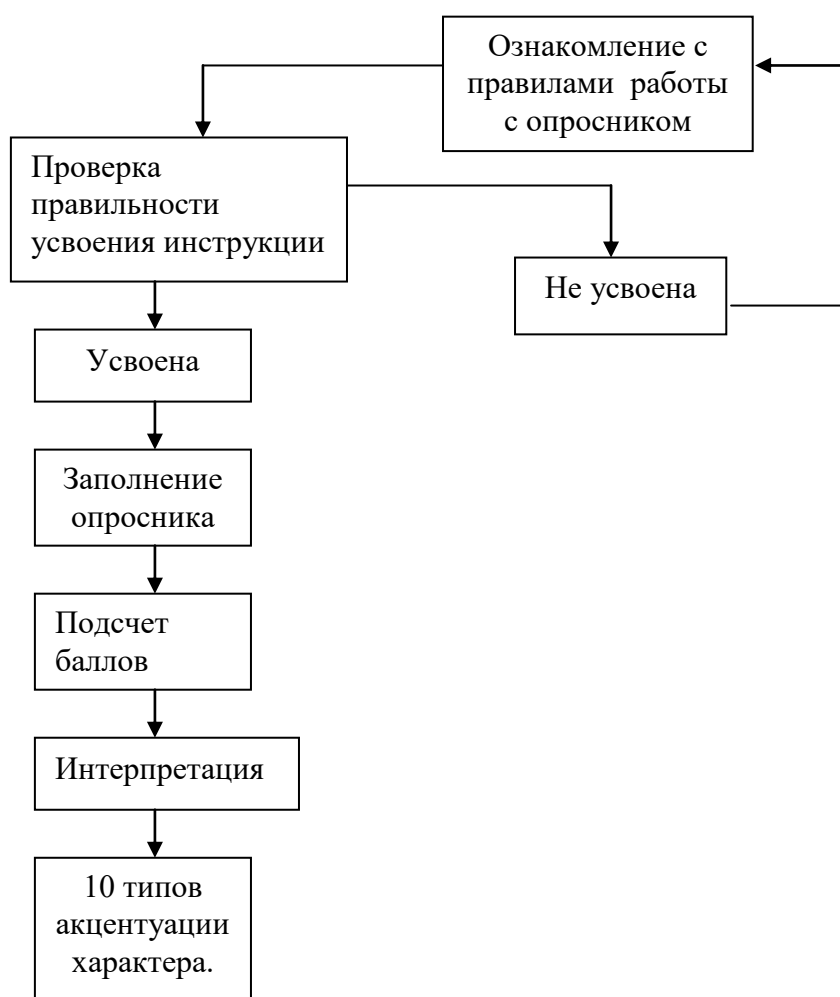 Ознакомление с
правилами работы
с опросником
Проверка
правильности
усвоения инструкции
Не усвоена
Усвоена
Заполнение
опросника
Подсчет
баллов
Интерпретация
10 типов
акцентуации
характера.